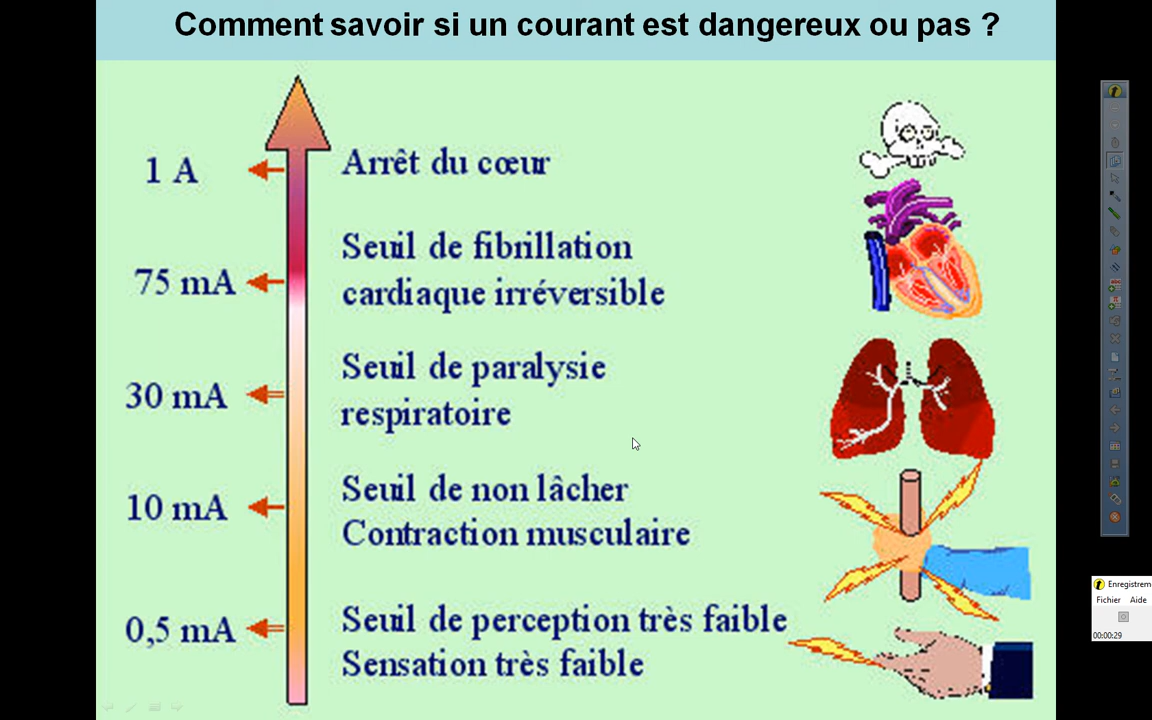 Comment savoir si un courant est dangereux ou pas ?
1 A
Arrêt du cœur
75 mA
Seuil de fibrillation
cardiaque irréversible
30 mA
Seuil de paralysie
respiratoire
10 mA
Seuil de non lâcher
Contraction musculaire
0,5 mA
Seuil de perception très faible
Sensation très faible
Enregistrem
Fichier Aide
00:00:29